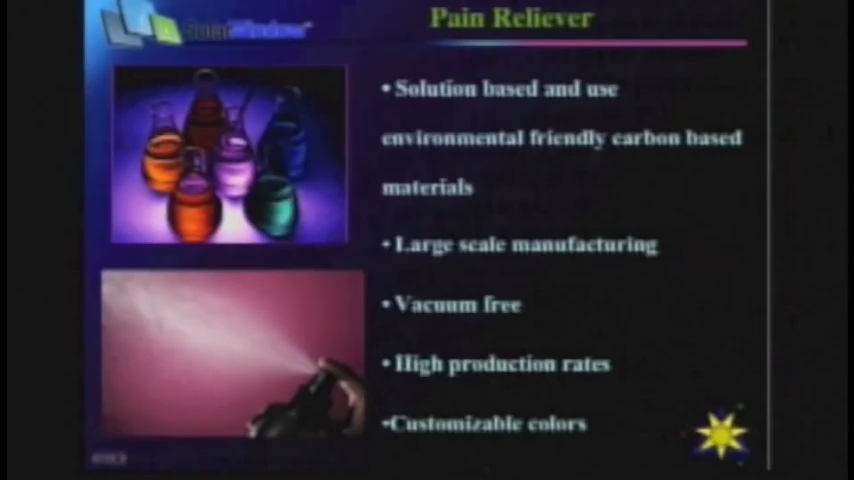 SolarWindow™
Pain Reliever
• Solution based and use
environmental friendly carbon based
materials
• Large scale manufacturing
• Vacuum free
• High production rates
•Customizable colors